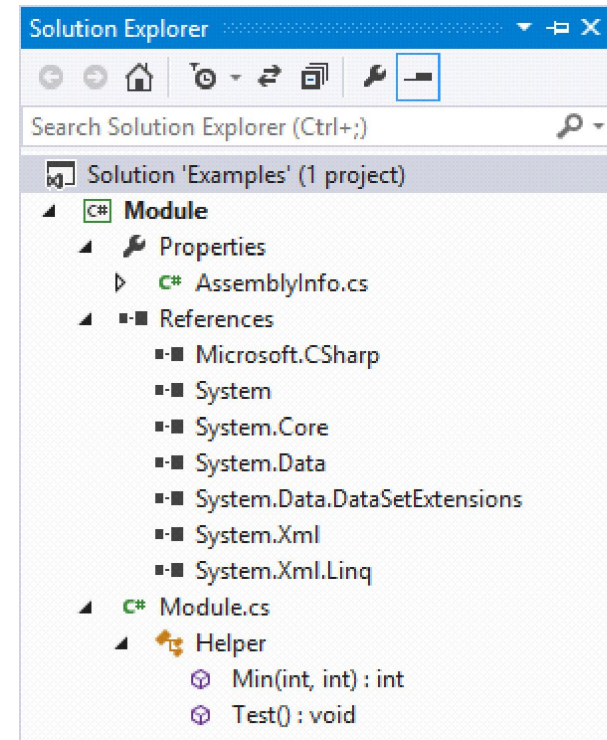 Solution Explorer
Search Solution Explorer (Ctrl+;)
Solution 'Examples' (1 project)
C# Module
Properties
C# AssemblyInfo.cs
References
Microsoft.CSharp
System
System.Core
System.Data
System.Data.DataSetExtensions
System.Xml
System.Xml.Linq
C# Module.cs
Helper
Min(int, int) : int
Test() : void